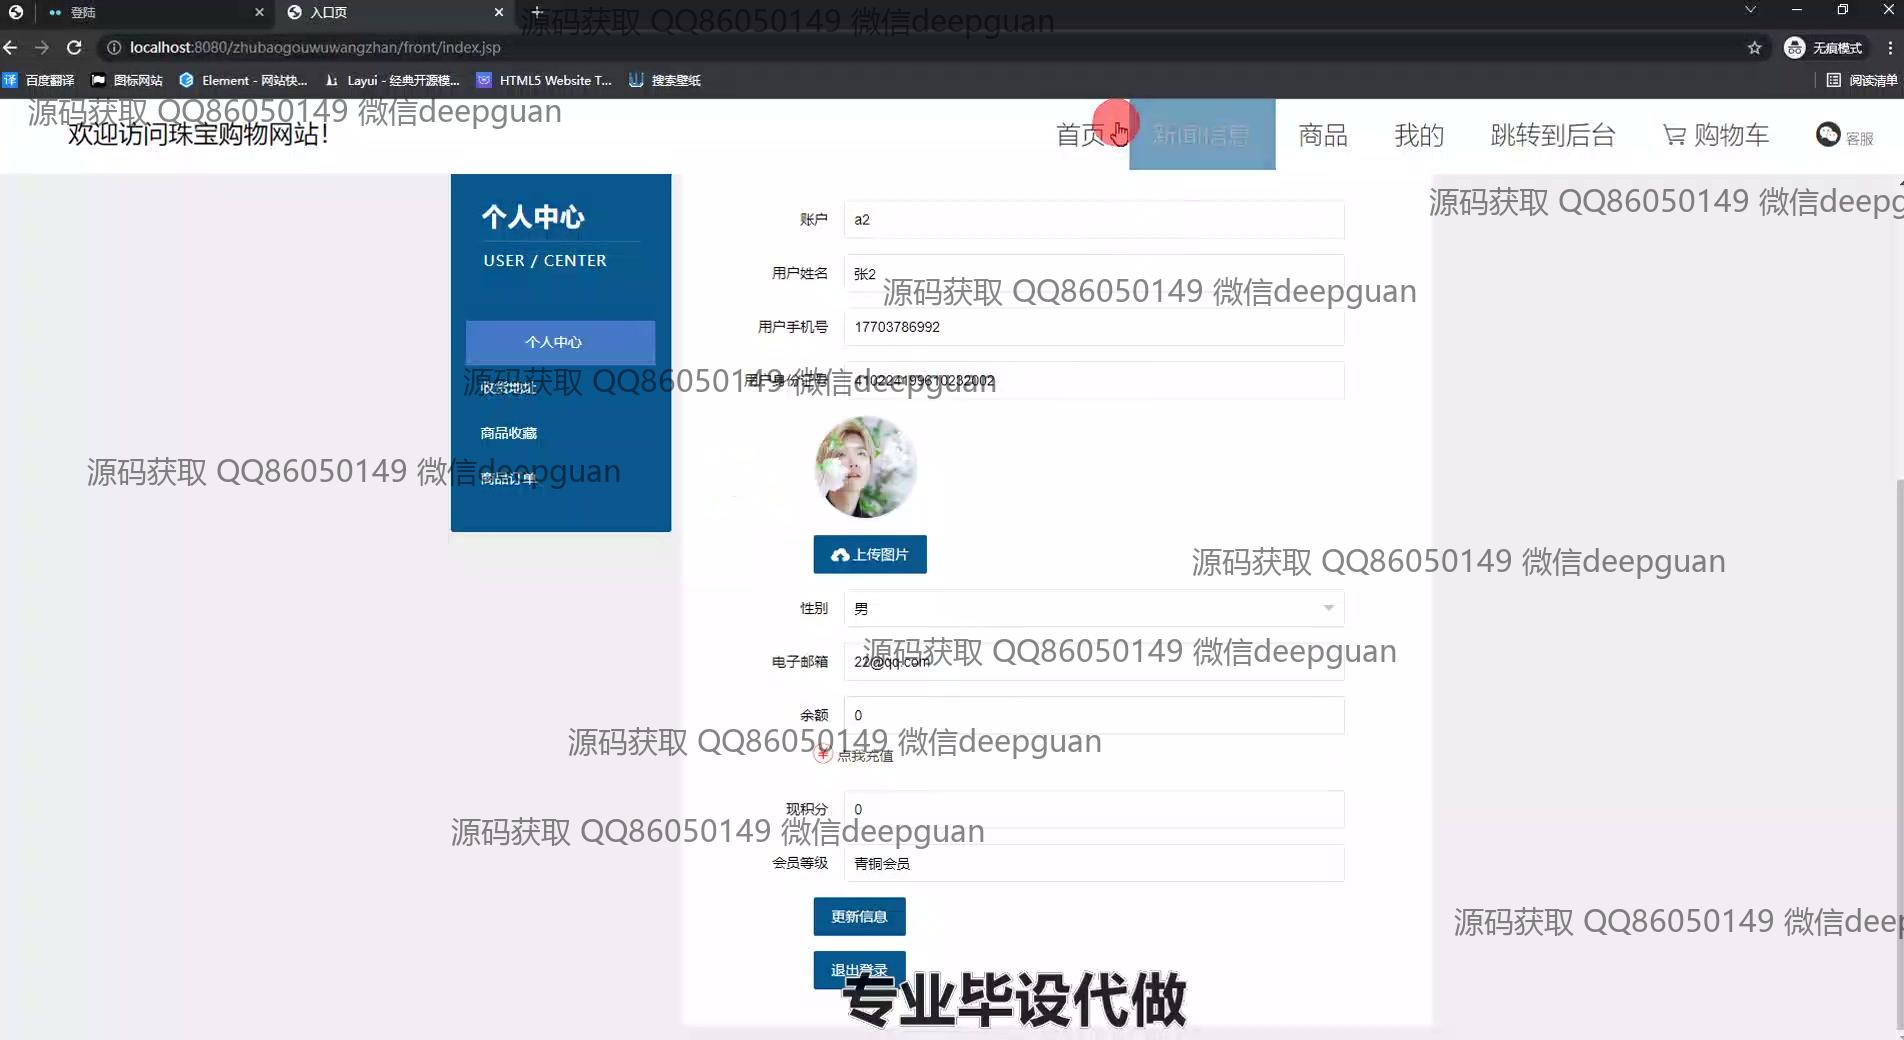 登陆
入口页
源码获取 QQ86050149 微信deepguan
localhost:8080/zhubaogouwuwangzhan/front/index.jsp
无痕模式
百度翻译 图标网站 Element - 网站快... Layui - 经典开源模... HTML5 Website T... 搜索壁纸 阅读清单
源码获取 QQ86050149 微信deepguan
欢迎访问珠宝购物网站!
首页 新闻信息 商品 我的 跳转到后台 购物车 客服
源码获取 QQ86050149 微信deepg
个人中心
USER / CENTER
个人中心
收货地址
商品收藏
商品订单
账户 a2
用户姓名 张2
源码获取 QQ86050149 微信deepguan
用户手机号 17703786992
用户身份证号 410224199610232002
源码获取 QQ86050149 微信deepguan
源码获取 QQ86050149 微信deepguan
上传图片
源码获取 QQ86050149 微信deepguan
性别 男
电子邮箱 22@qq.com
源码获取 QQ86050149 微信deepguan
余额 0
源码获取 QQ86050149 微信deepguan
点我充值
现积分 0
源码获取 QQ86050149 微信deepguan
会员等级 青铜会员
更新信息
源码获取 QQ86050149 微信deep
退出登录
专业毕设代做